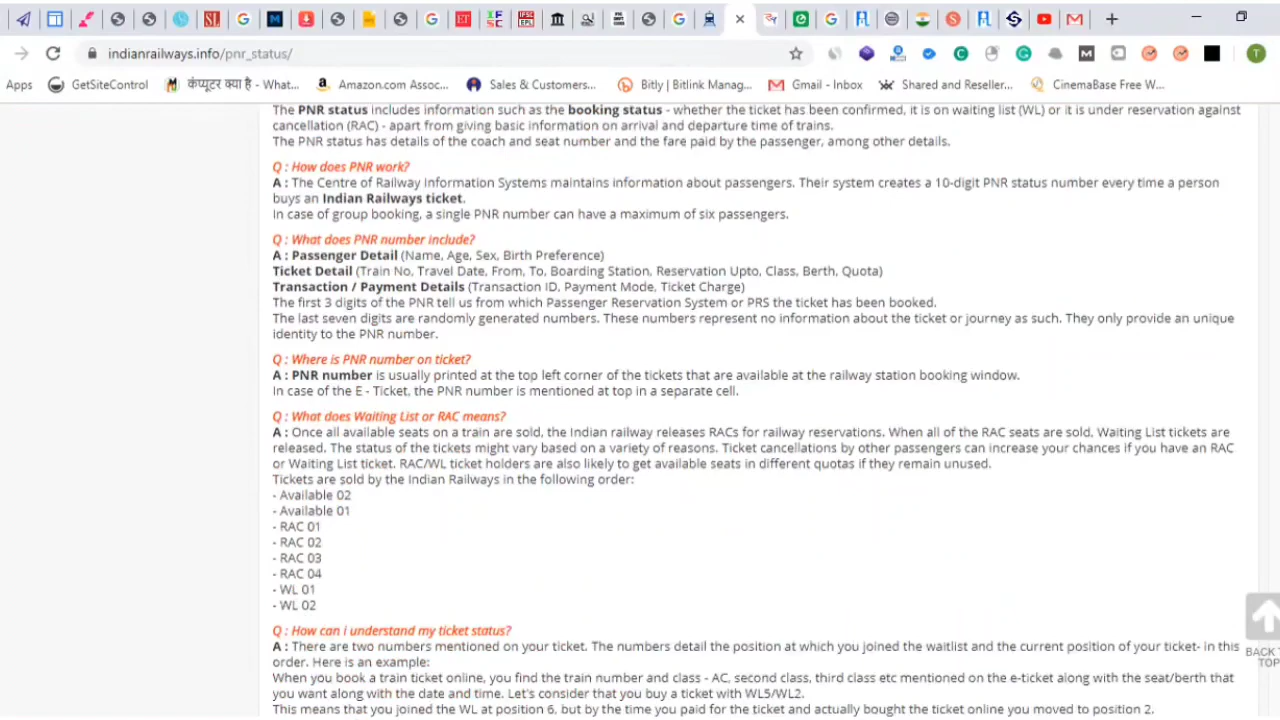 SL
M
ET
IFSC
indianrailways.info/pnr_status/
T
Apps
GetSiteControl
कंप्यूटर क्या है - What...
Amazon.com Assoc...
Sales & Customers...
Bitly | Bitlink Manag...
Gmail - Inbox
Shared and Reseller...
CinemaBase Free W...
The PNR status includes information such as the booking status - whether the ticket has been confirmed, it is on waiting list (WL) or it is under reservation against
cancellation (RAC) - apart from giving basic information on arrival and departure time of trains.
The PNR status has details of the coach and seat number and the fare paid by the passenger, among other details.
Q : How does PNR work?
A : The Centre of Railway Information Systems maintains information about passengers. Their system creates a 10-digit PNR status number every time a person
buys an Indian Railways ticket.
In case of group booking, a single PNR number can have a maximum of six passengers.
Q : What does PNR number include?
A : Passenger Detail (Name, Age, Sex, Birth Preference)
Ticket Detail (Train No, Travel Date, From, To, Boarding Station, Reservation Upto, Class, Berth, Quota)
Transaction / Payment Details (Transaction ID, Payment Mode, Ticket Charge)
The first 3 digits of the PNR tell us from which Passenger Reservation System or PRS the ticket has been booked.
The last seven digits are randomly generated numbers. These numbers represent no information about the ticket or journey as such. They only provide an unique
identity to the PNR number.
Q : Where is PNR number on ticket?
A : PNR number is usually printed at the top left corner of the tickets that are available at the railway station booking window.
In case of the E - Ticket, the PNR number is mentioned at top in a separate cell.
Q : What does Waiting List or RAC means?
A : Once all available seats on a train are sold, the Indian railway releases RACs for railway reservations. When all of the RAC seats are sold, Waiting List tickets are
released. The status of the tickets might vary based on a variety of reasons. Ticket cancellations by other passengers can increase your chances if you have an RAC
or Waiting List ticket. RAC/WL ticket holders are also likely to get available seats in different quotas if they remain unused.
Tickets are sold by the Indian Railways in the following order:
- Available 02
- Available 01
- RAC 01
- RAC 02
- RAC 03
- RAC 04
- WL 01
- WL 02
Q : How can i understand my ticket status?
A : There are two numbers mentioned on your ticket. The numbers detail the position at which you joined the waitlist and the current position of your ticket- in this
order. Here is an example:
When you book a train ticket online, you find the train number and class - AC, second class, third class etc mentioned on the e-ticket along with the seat/berth that
you want along with the date and time. Let's consider that you buy a ticket with WL5/WL2.
This means that you joined the WL at position 6, but by the time you paid for the ticket and actually bought the ticket online you moved to position 2.
BACK T
TOP